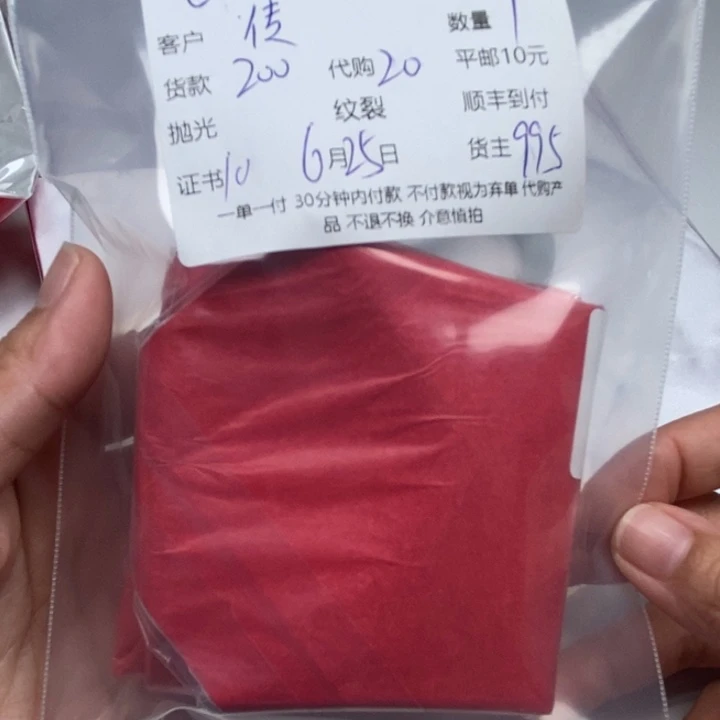 客户 佳 数量 1
货款 200 代购 20 平邮10元
抛光 纹裂 顺丰到付
证书 10 6月25日 货主 995
一单一付 30分钟内付款 不付款视为弃单 代购产
品 不退不换 介意慎拍